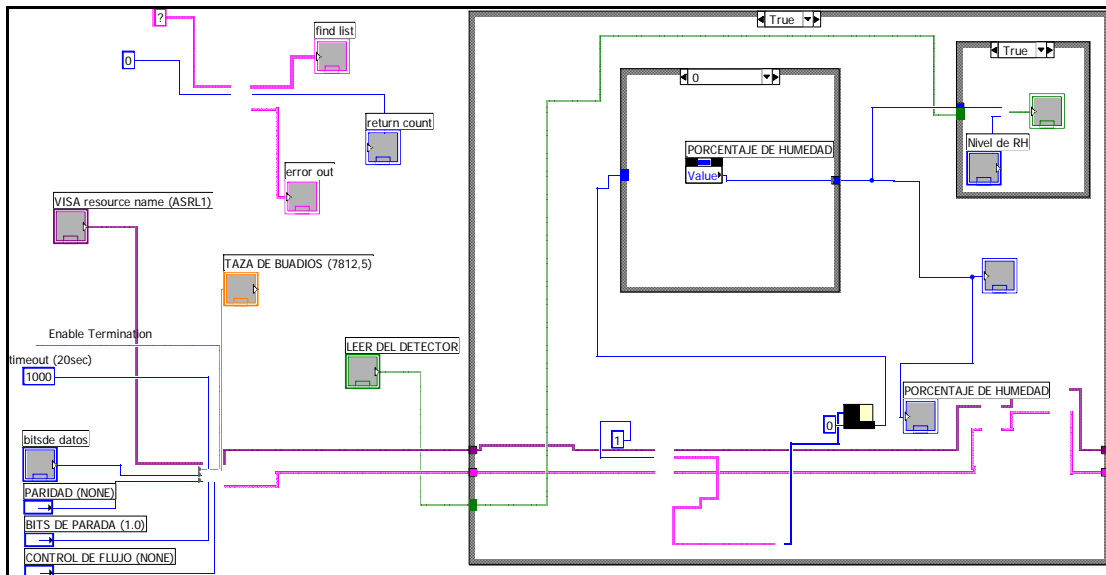 ?
find list
0
return count
error out
VISA resource name (ASRL1)
TAZA DE BUADIOS (7812,5)
Enable Termination
timeout (20sec)
1000
LEER DEL DETECTOR
bitsde datos
PARIDAD (NONE)
BITS DE PARADA (1.0)
CONTROL DE FLUJO (NONE)
True
0
PORCENTAJE DE HUMEDAD
Value
True
Nivel de RH
PORCENTAJE DE HUMEDAD
0
1